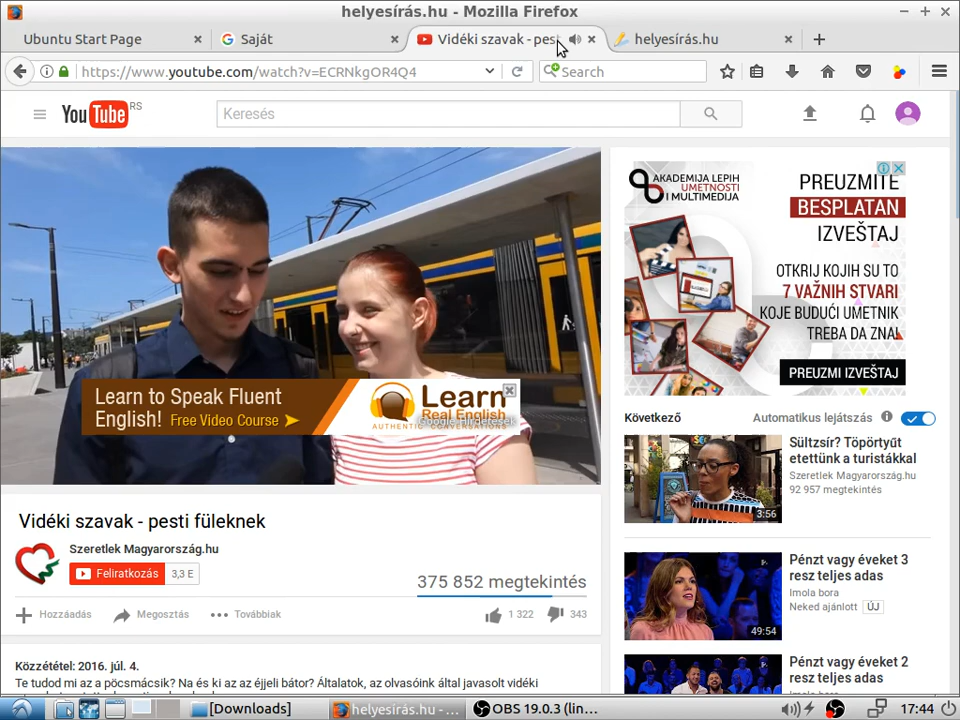 helyesírás.hu - Mozilla Firefox
Ubuntu Start Page
Saját
Vidéki szavak - pest
helyesírás.hu
https://www.youtube.com/watch?v=ECRNkgOR4Q4
Search
YouTube RS
Keresés
AKADEMIJA LEPIH
UMETNOSTI
I MULTIMEDIJA
PREUZMITE
BESPLATAN
IZVEŠTAJ
OTKRIJ KOJIH SU TO
7 VAŽNIH STVARI
KOJE BUDUĆI UMETNIK
TREBA DA ZNA!
PREUZMI IZVEŠTAJ
Learn to Speak Fluent
English! Free Video Course
Learn
Real English
AUTHENTIC CONVERSATIONS
Google Hirdetések
Következő
Automatikus lejátszás
Sültzsír? Töpörtyűt
etettünk a turistákkal
Szeretlek Magyarország.hu
92 957 megtekintés
3:56
Vidéki szavak - pesti füleknek
Szeretlek Magyarország.hu
Feliratkozás 3,3 E
375 852 megtekintés
Hozzáadás
Megosztás
Továbbiak
1 322
343
Pénzt vagy éveket 3
resz teljes adas
Imola bora
Neked ajánlott ÚJ
49:54
Közzététel: 2016. júl. 4.
Te tudod mi az a pöcsmácsik? Na és ki az az éjjeli bátor? Általatok, az olvasóink által javasolt vidéki
Pénzt vagy éveket 2
resz teljes adas
Imola bora
[Downloads]
helyesírás.hu - ...
OBS 19.0.3 (lin...
17:44